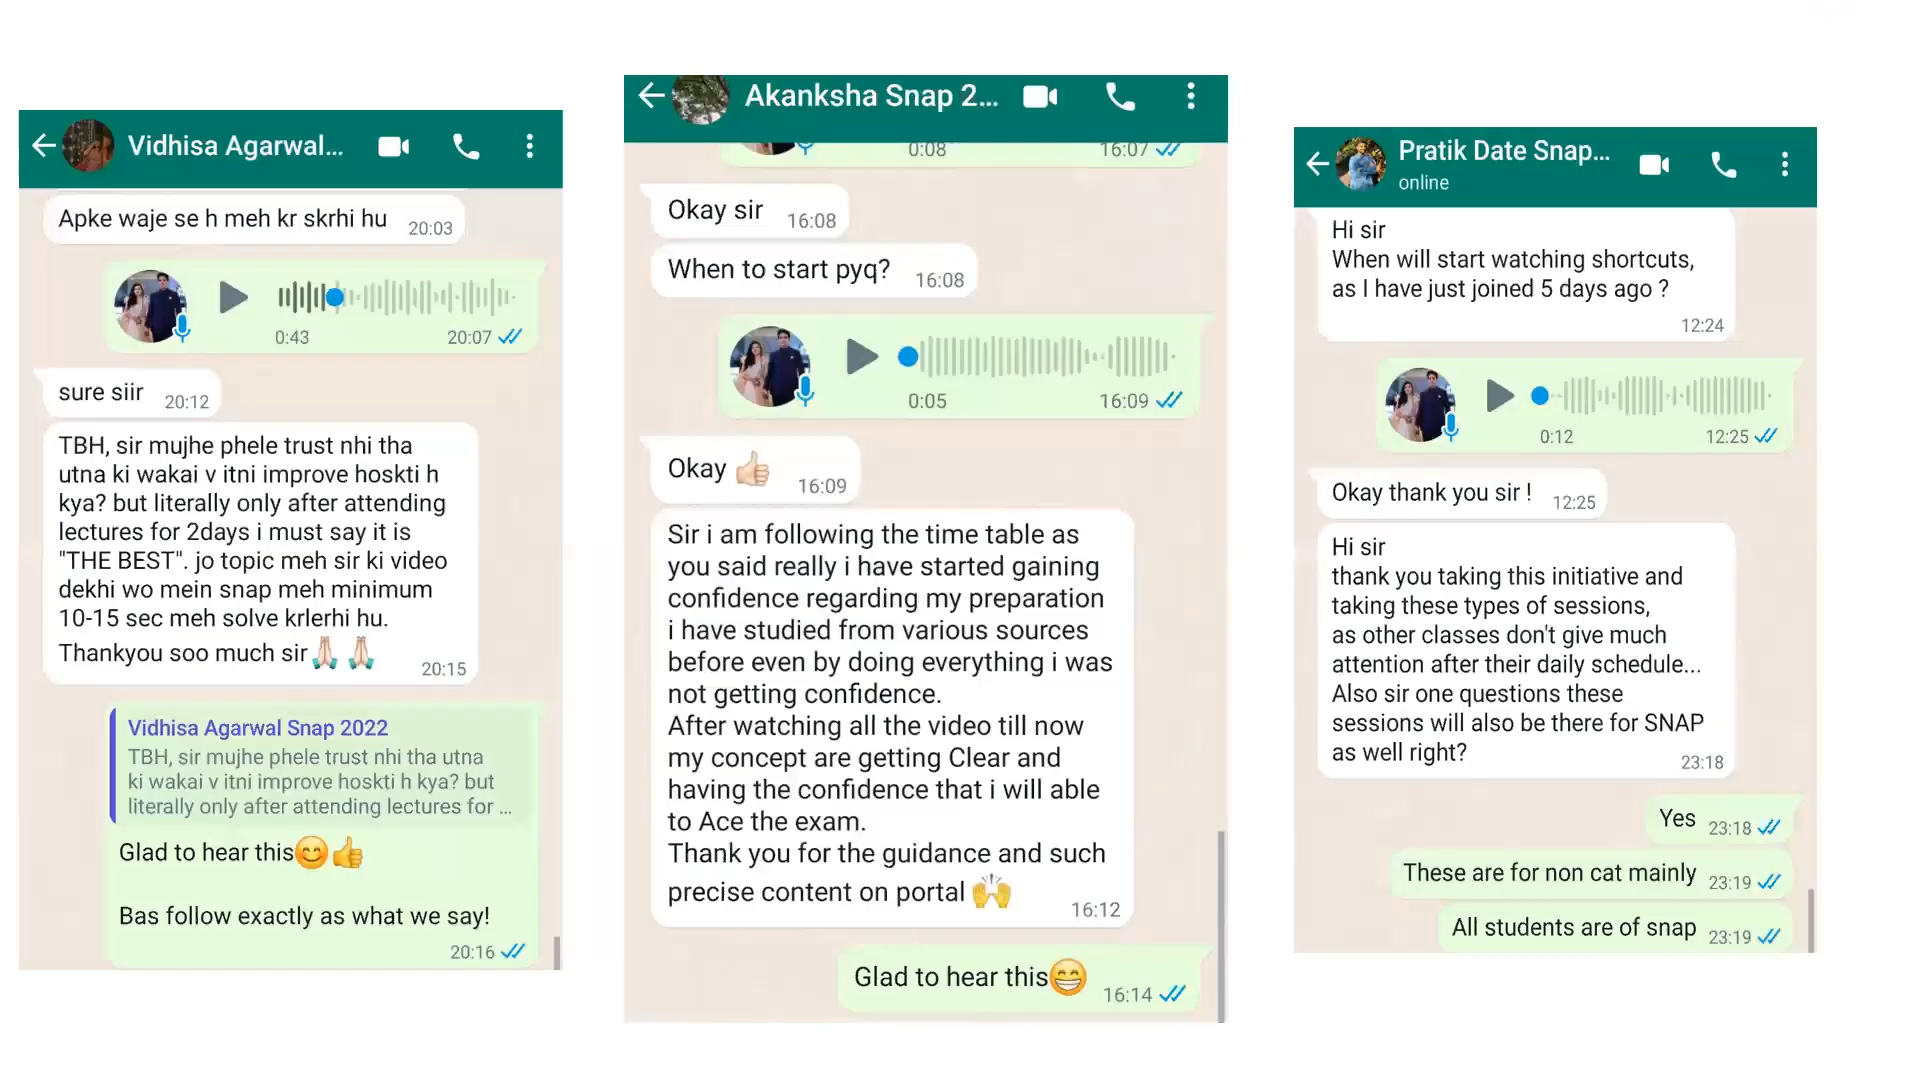 Vidhisa Agarwal...
Apke waje se h meh kr skrhi hu 20:03
0:43 20:07
sure siir 20:12
TBH, sir mujhe phele trust nhi tha
utna ki wakai v itni improve hoskti h
kya? but literally only after attending
lectures for 2days i must say it is
"THE BEST". jo topic meh sir ki video
dekhi wo mein snap meh minimum
10-15 sec meh solve krlerhi hu.
Thankyou soo much sir🙏🏻 🙏🏻
20:15
Vidhisa Agarwal Snap 2022
TBH, sir mujhe phele trust nhi tha utna
ki wakai v itni improve hoskti h kya? but
literally only after attending lectures for ...
Glad to hear this😊👍
Bas follow exactly as what we say!
20:16
Akanksha Snap 2...
0:08 16:07
Okay sir 16:08
When to start pyq? 16:08
0:05 16:09
Okay 👍🏻 16:09
Sir i am following the time table as
you said really i have started gaining
confidence regarding my preparation
i have studied from various sources
before even by doing everything i was
not getting confidence.
After watching all the video till now
my concept are getting Clear and
having the confidence that i will able
to Ace the exam.
Thank you for the guidance and such
precise content on portal 🙌
16:12
Glad to hear this😁 16:14
Pratik Date Snap...
online
Hi sir
When will start watching shortcuts,
as I have just joined 5 days ago ?
12:24
0:12 12:25
Okay thank you sir ! 12:25
Hi sir
thank you taking this initiative and
taking these types of sessions,
as other classes don't give much
attention after their daily schedule...
Also sir one questions these
sessions will also be there for SNAP
as well right?
23:18
Yes 23:18
These are for non cat mainly 23:19
All students are of snap 23:19